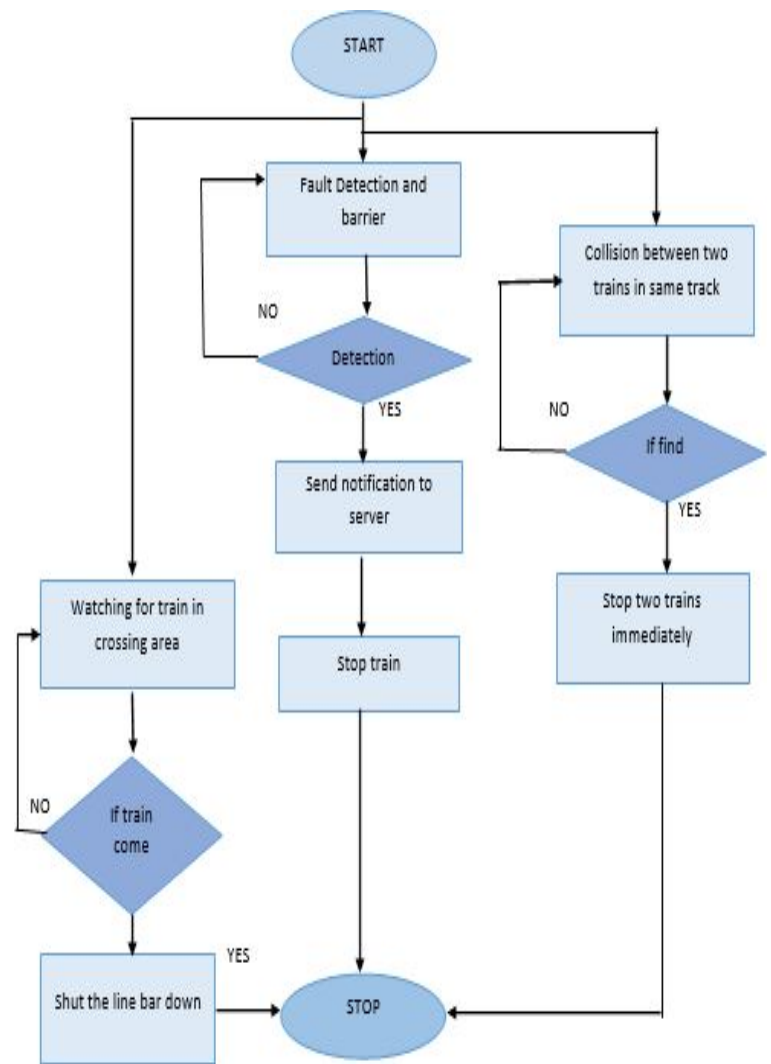 START
Fault Detection and
barrier
NO
Detection
YES
Send notification to
server
Stop train
Collision between two
trains in same track
NO
If find
YES
Stop two trains
immediately
Watching for train in
crossing area
NO
If train
come
YES
Shut the line bar down
STOP